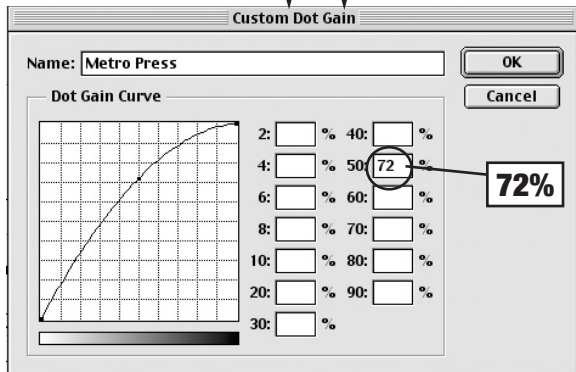 Custom Dot Gain
Name: Metro Press
OK
Cancel
Dot Gain Curve
2: % 40: %
4: % 50: 72 %
6: % 60: %
8: % 70: %
10: % 80: %
20: % 90: %
30: %
72%